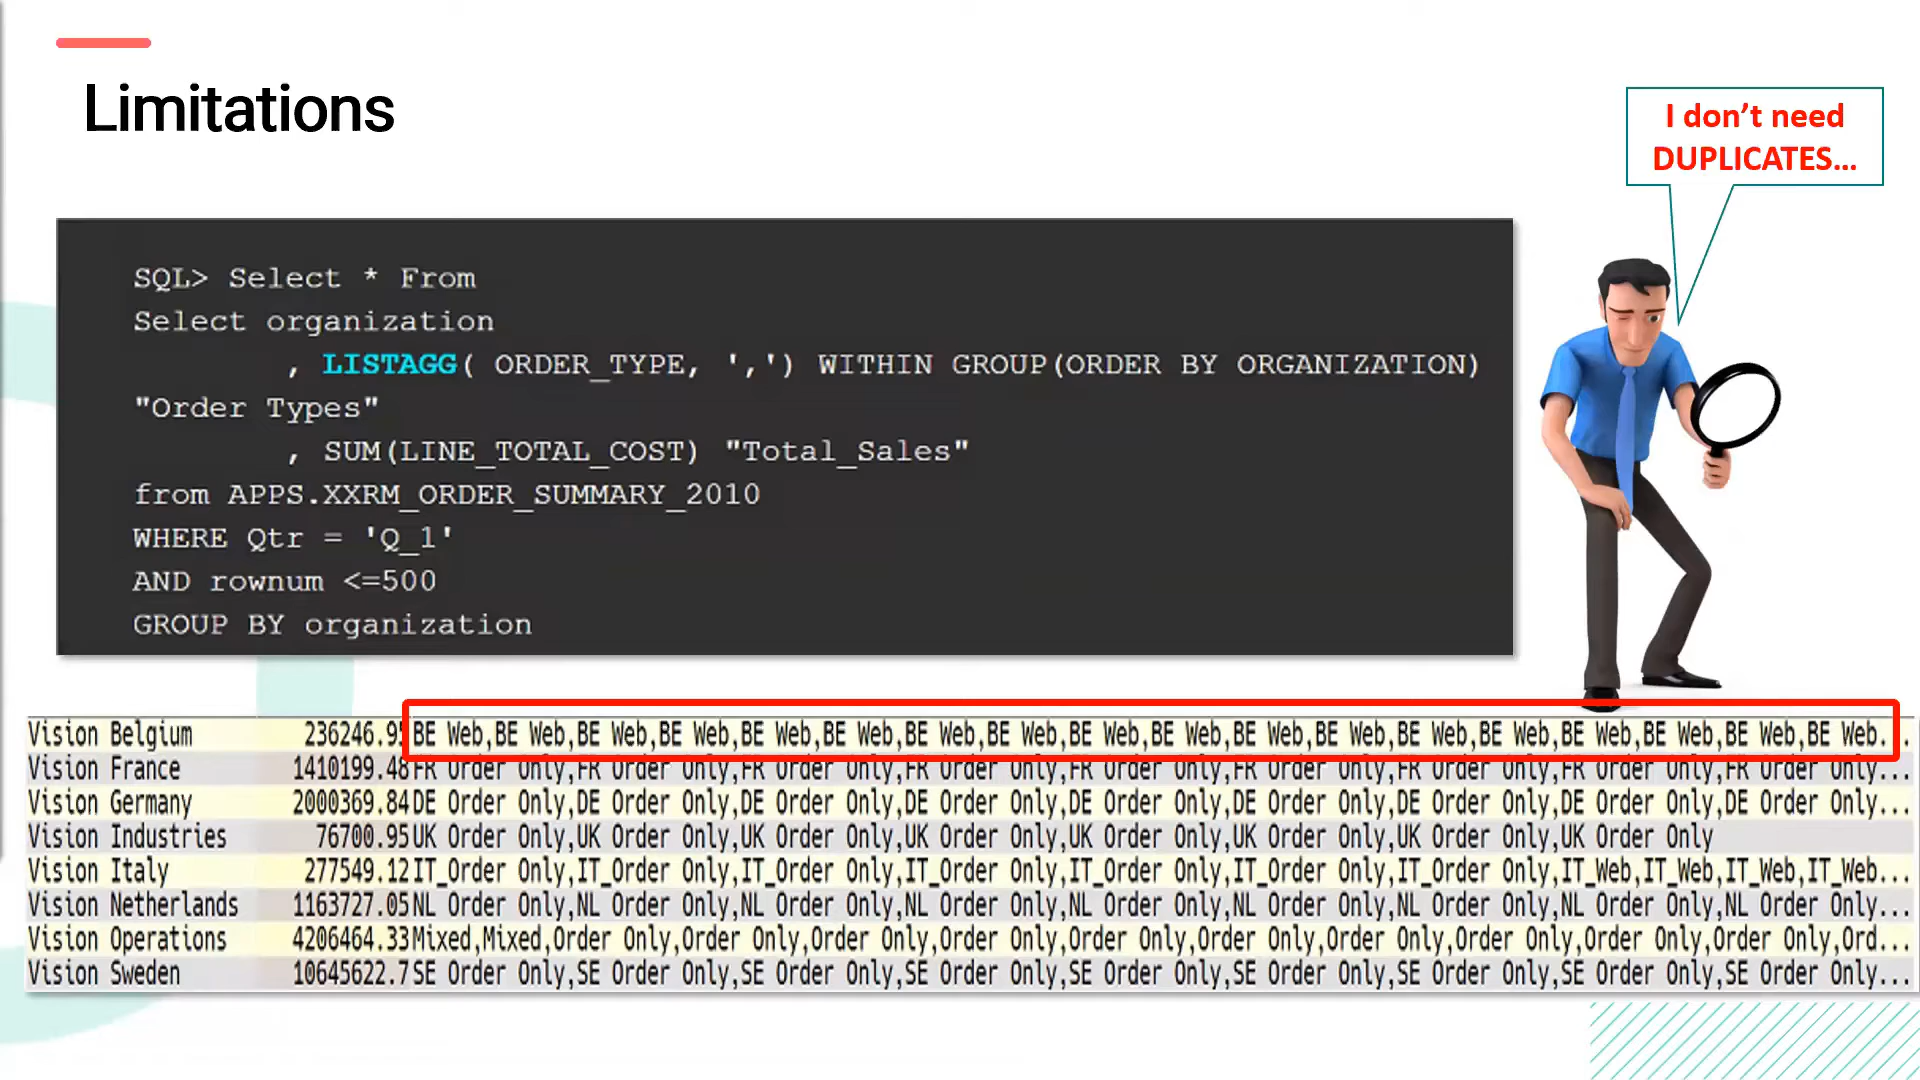 Limitations
I don't need
DUPLICATES...
SQL> Select * From
Select organization
, LISTAGG( ORDER_TYPE, ',') WITHIN GROUP(ORDER BY ORGANIZATION)
"Order Types"
, SUM(LINE_TOTAL_COST) "Total_Sales"
from APPS.XXRM_ORDER_SUMMARY_2010
WHERE Qtr = 'Q_1'
AND rownum <=500
GROUP BY organization
Vision Belgium 236246.95 BE Web,BE Web,BE Web,BE Web,BE Web,BE Web,BE Web,BE Web,BE Web,BE Web,BE Web,BE Web,BE Web,BE Web,BE Web,BE Web,BE Web,BE Web...
Vision France 1410199.48 FR Order Only,FR Order Only,FR Order Only,FR Order Only,FR Order Only,FR Order Only,FR Order Only,FR Order Only,FR Order Only...
Vision Germany 2000369.84 DE Order Only,DE Order Only,DE Order Only,DE Order Only,DE Order Only,DE Order Only,DE Order Only,DE Order Only,DE Order Only...
Vision Industries 76700.95 UK Order Only,UK Order Only,UK Order Only,UK Order Only,UK Order Only,UK Order Only,UK Order Only,UK Order Only
Vision Italy 277549.12 IT_Order Only,IT_Order Only,IT_Order Only,IT_Order Only,IT_Order Only,IT_Order Only,IT_Order Only,IT_Web,IT_Web,IT_Web,IT_Web...
Vision Netherlands 1163727.05 NL Order Only,NL Order Only,NL Order Only,NL Order Only,NL Order Only,NL Order Only,NL Order Only,NL Order Only,NL Order Only...
Vision Operations 4206464.33 Mixed,Mixed,Order Only,Order Only,Order Only,Order Only,Order Only,Order Only,Order Only,Order Only,Order Only,Order Only,Ord...
Vision Sweden 10645622.7 SE Order Only,SE Order Only,SE Order Only,SE Order Only,SE Order Only,SE Order Only,SE Order Only,SE Order Only,SE Order Only...